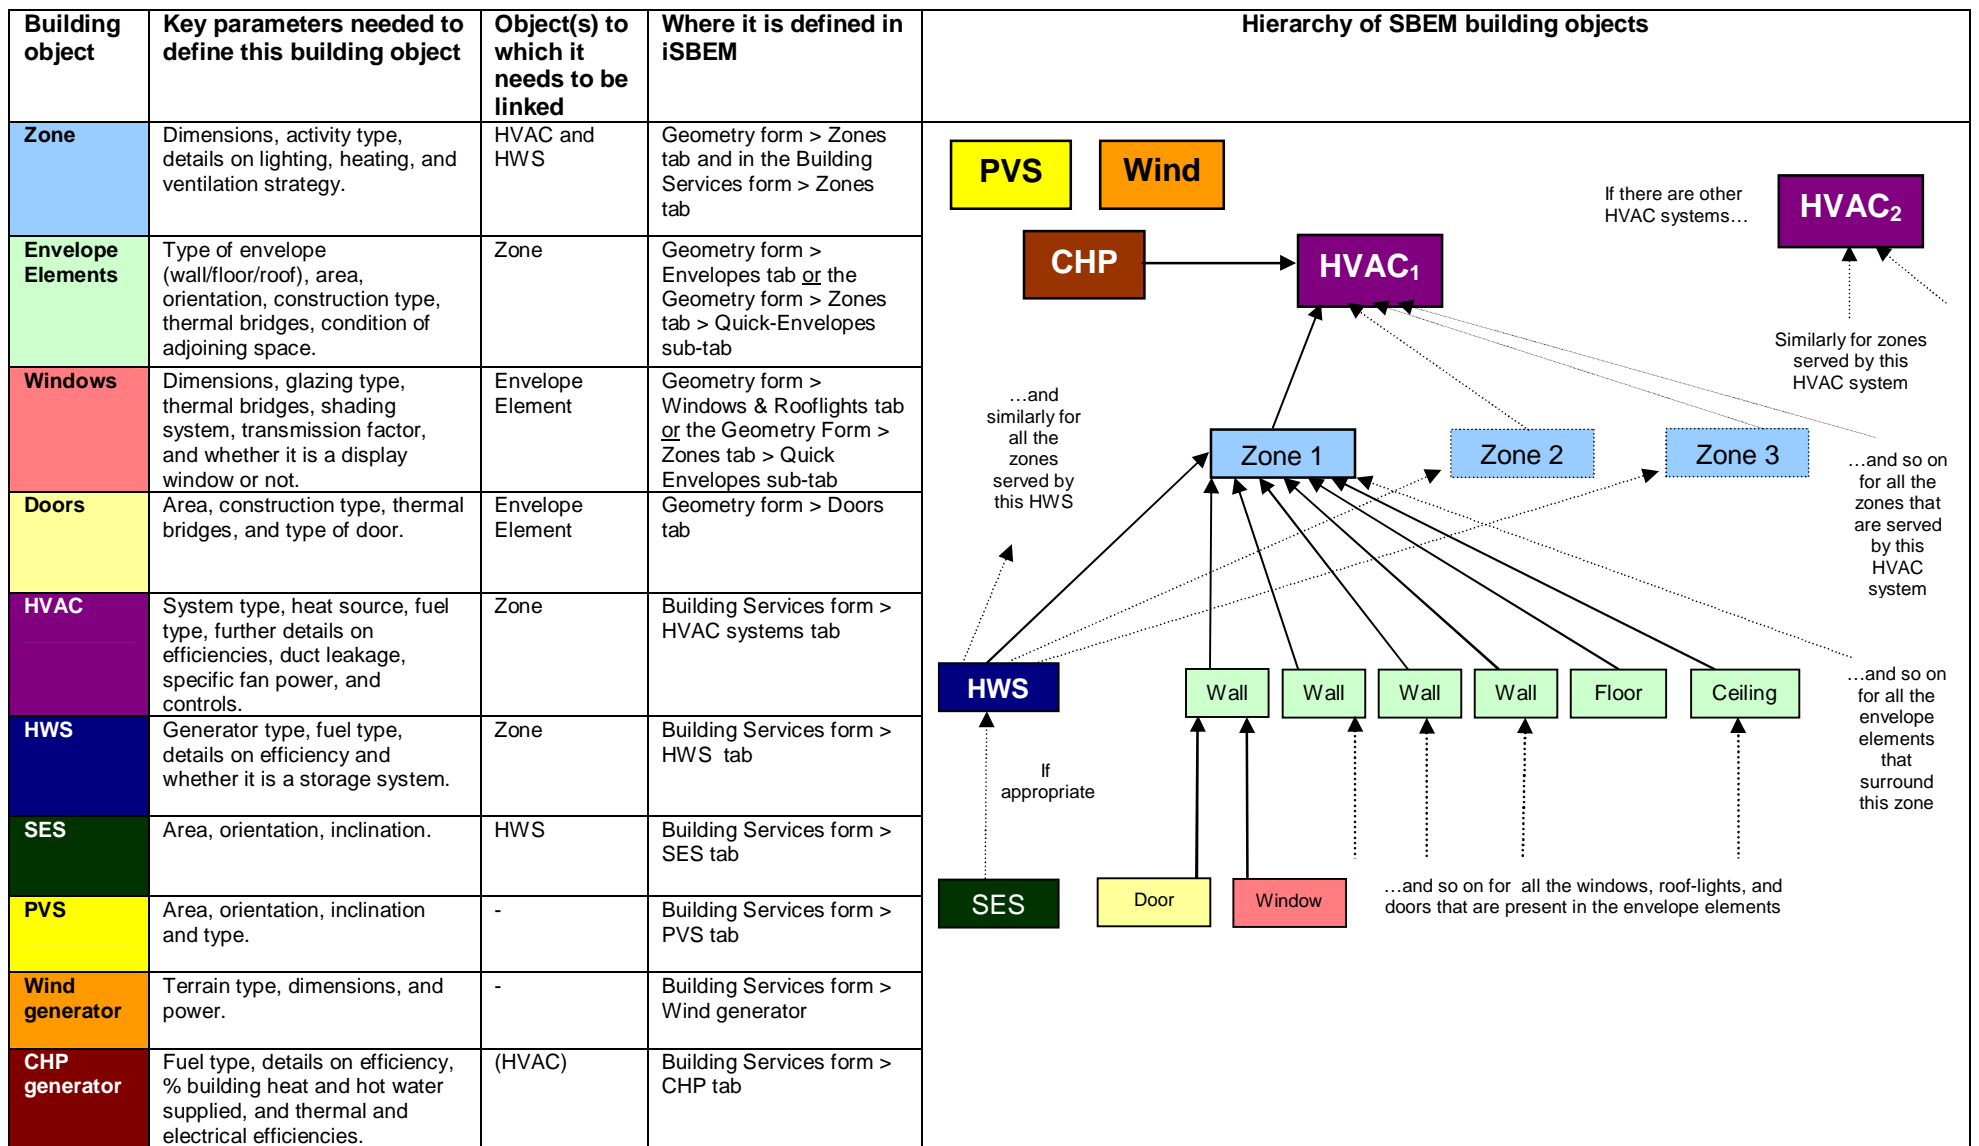 Building
object
Key parameters needed to
define this building object
Object(s) to
which it
needs to be
linked
Where it is defined in
iSBEM
Hierarchy of SBEM building objects
Zone
Dimensions, activity type,
details on lighting, heating, and
ventilation strategy.
HVAC and
HWS
Geometry form > Zones
tab and in the Building
Services form > Zones
tab
Envelope
Elements
Type of envelope
(wall/floor/roof), area,
orientation, construction type,
thermal bridges, condition of
adjoining space.
Zone
Geometry form >
Envelopes tab or the
Geometry form > Zones
tab > Quick-Envelopes
sub-tab
Windows
Dimensions, glazing type,
thermal bridges, shading
system, transmission factor,
and whether it is a display
window or not.
Envelope
Element
Geometry form >
Windows & Rooflights tab
or the Geometry Form >
Zones tab > Quick
Envelopes sub-tab
Doors
Area, construction type, thermal
bridges, and type of door.
Envelope
Element
Geometry form > Doors
tab
HVAC
System type, heat source, fuel
type, further details on
efficiencies, duct leakage,
specific fan power, and
controls.
Zone
Building Services form >
HVAC systems tab
HWS
Generator type, fuel type,
details on efficiency and
whether it is a storage system.
Zone
Building Services form >
HWS tab
SES
Area, orientation, inclination.
HWS
Building Services form >
SES tab
PVS
Area, orientation, inclination
and type.
-
Building Services form >
PVS tab
Wind
generator
Terrain type, dimensions, and
power.
-
Building Services form >
Wind generator
CHP
generator
Fuel type, details on efficiency,
% building heat and hot water
supplied, and thermal and
electrical efficiencies.
(HVAC)
Building Services form >
CHP tab
PVS
Wind
If there are other
HVAC systems…
HVAC2
CHP
HVAC1
Similarly for zones
served by this
HVAC system
…and
similarly for
all the
zones
served by
this HWS
Zone 1
Zone 2
Zone 3
…and so on
for all the
zones that
are served
by this
HVAC
system
HWS
Wall
Wall
Wall
Wall
Floor
Ceiling
…and so on
for all the
envelope
elements
that
surround
this zone
If
appropriate
SES
Door
Window
…and so on for all the windows, roof-lights, and
doors that are present in the envelope elements